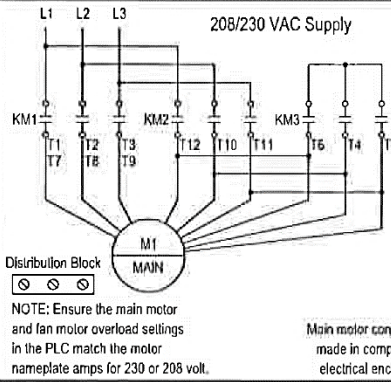 L1 L2 L3
208/230 VAC Supply
KM1 KM2 KM3
T1 T2 T3 T12 T10 T11 T6 T4
T7 T8 T9
M1
MAIN
Distribution Block
NOTE: Ensure the main motor
and fan motor overload settings
in the PLC match the motor
nameplate amps for 230 or 208 volt.
Main motor con
made in comp
electrical enc